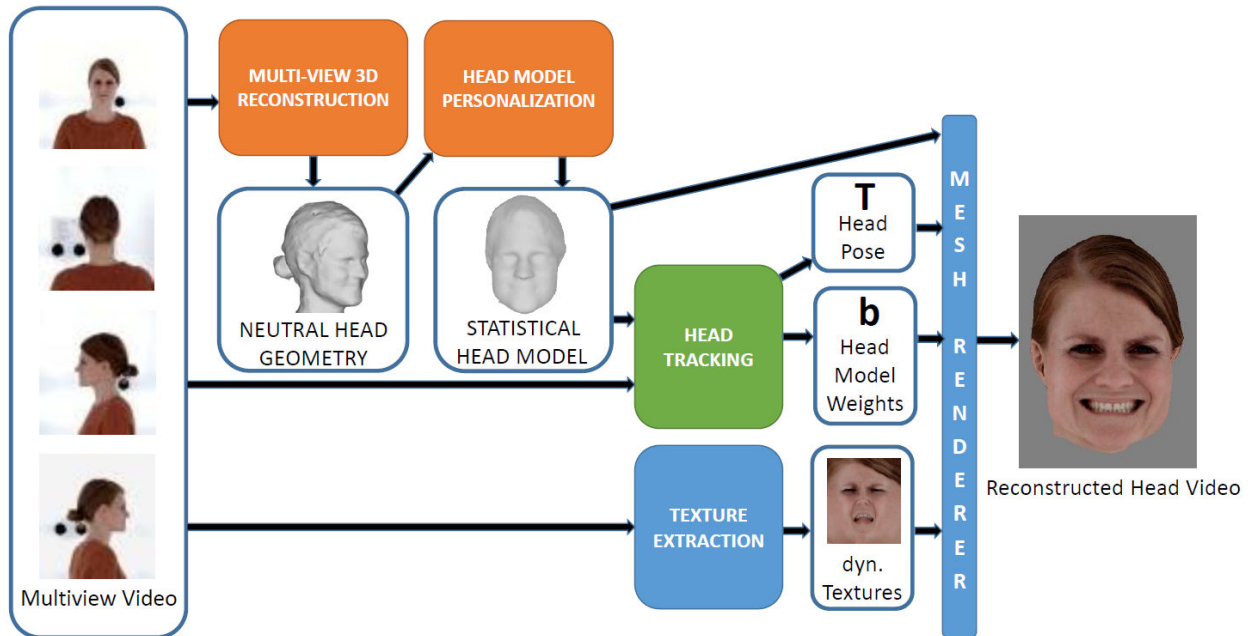 Multiview Video
MULTI-VIEW 3D
RECONSTRUCTION
HEAD MODEL
PERSONALIZATION
NEUTRAL HEAD
GEOMETRY
STATISTICAL
HEAD MODEL
HEAD
TRACKING
TEXTURE
EXTRACTION
T
Head
Pose
b
Head
Model
Weights
dyn.
Textures
MESH RENDERER
Reconstructed Head Video